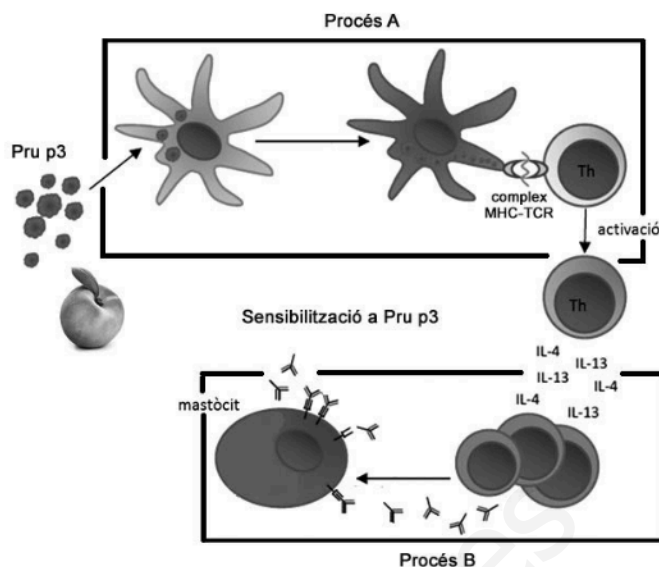 Procés A
Pru p3
Th
complex
MHC-TCR
activació
Th
Sensibilització a Pru p3
IL-4
IL-13
IL-13
IL-4
IL-4
IL-13
mastòcit
Procés B